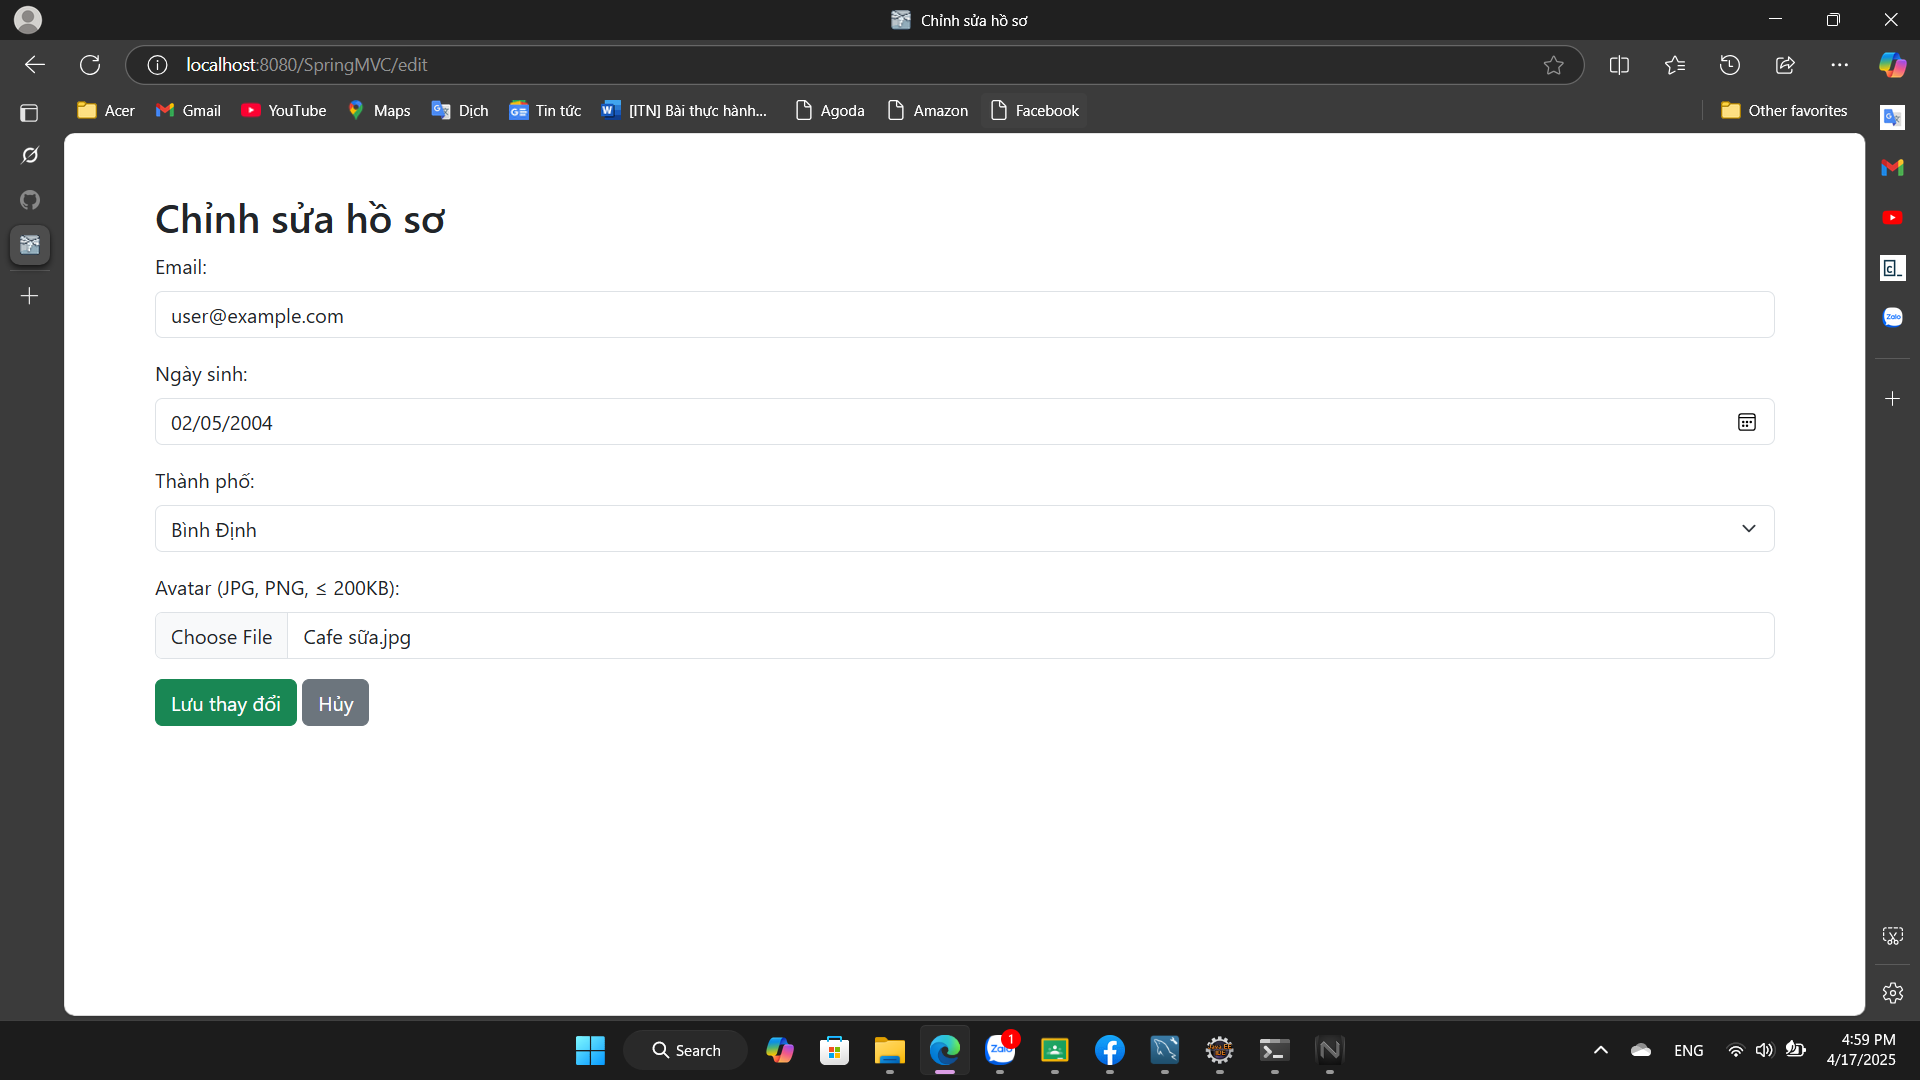 Chỉnh sửa hồ sơ
localhost:8080/SpringMVC/edit
Acer
Gmail
YouTube
Maps
Dịch
Tin tức
[ITN] Bài thực hành...
Agoda
Amazon
Facebook
Other favorites
Chỉnh sửa hồ sơ
Email:
user@example.com
Ngày sinh:
02/05/2004
Thành phố:
Bình Định
Avatar (JPG, PNG, ≤ 200KB):
Choose File Cafe sữa.jpg
Lưu thay đổi Hủy
Zalo
Search
Zalo
1
ENG
4:59 PM
4/17/2025